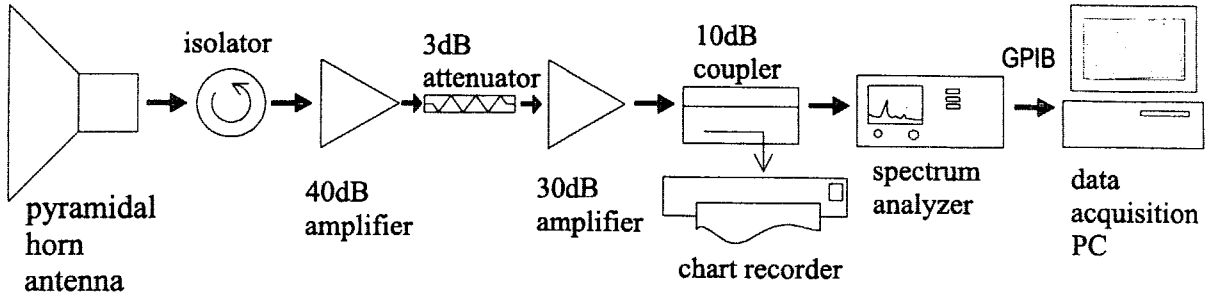 isolator
3dB
attenuator
10dB
coupler
GPIB
pyramidal
horn
antenna
40dB
amplifier
30dB
amplifier
chart recorder
spectrum
analyzer
data
acquisition
PC